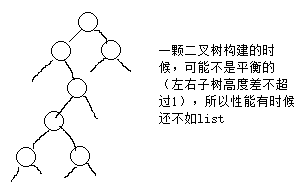 一颗二叉树构建的时
候，可能不是平衡的
（左右子树高度差不超
过1），所以性能有时候
还不如list